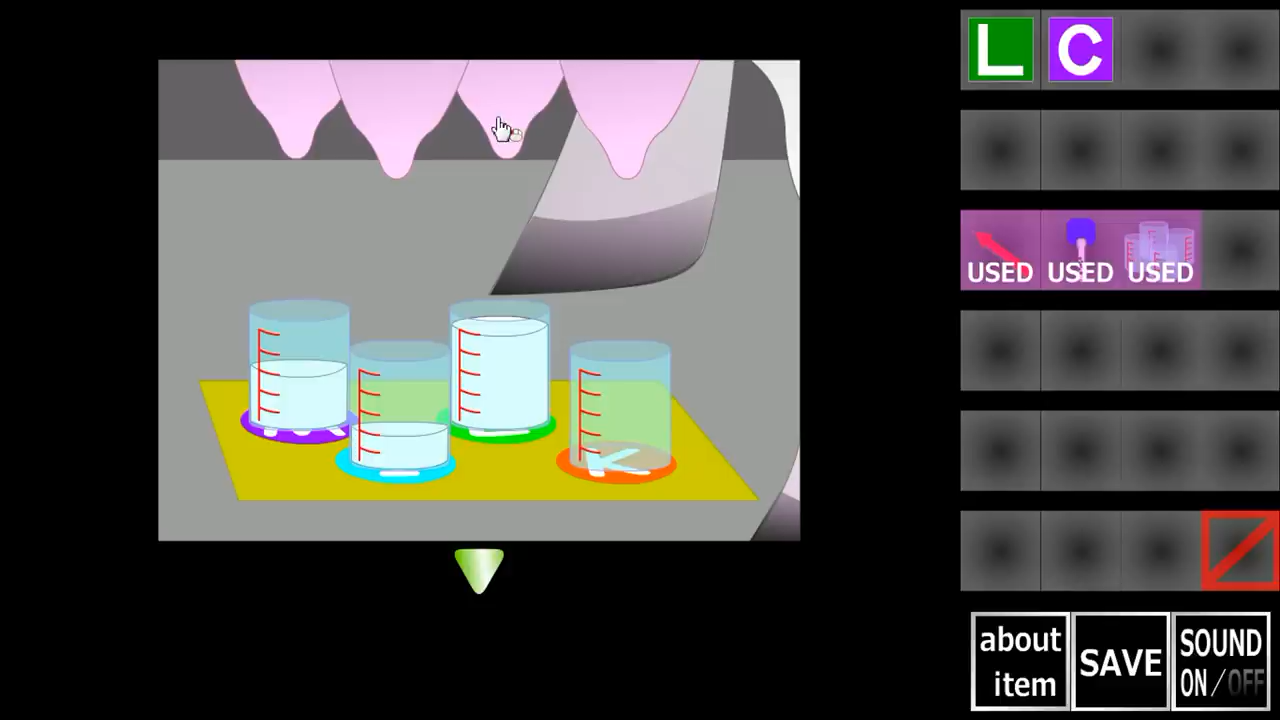 L C
USED USED USED
about item
SAVE
SOUND ON/OFF
K